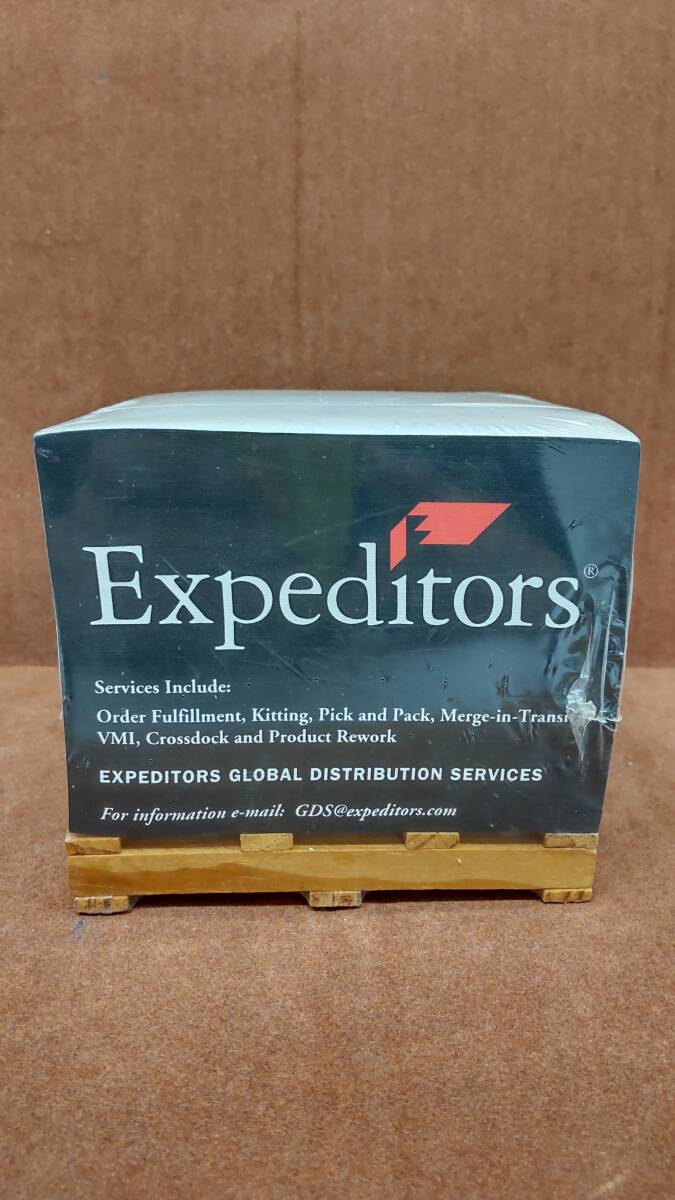 Expeditors®
Services Include:
Order Fulfillment, Kitting, Pick and Pack, Merge-in-Transi
VMI, Crossdock and Product Rework
EXPEDITORS GLOBAL DISTRIBUTION SERVICES
For information e-mail: GDS@expeditors.com